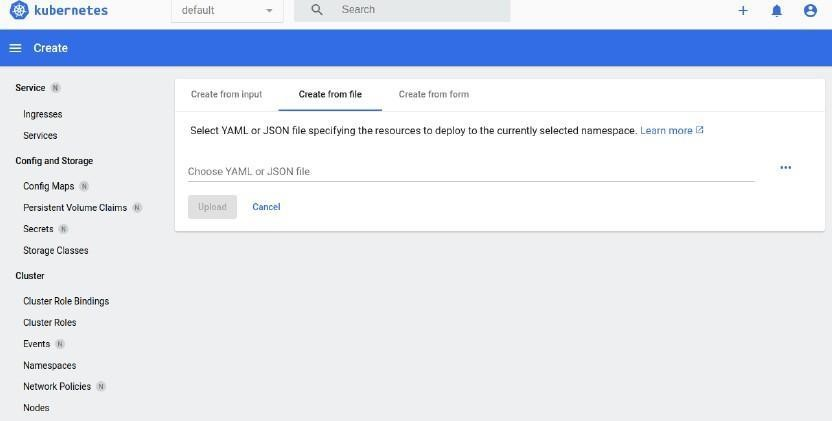 kubernetes
default
Search
Create
Service N
Ingresses
Services
Config and Storage
Config Maps N
Persistent Volume Claims N
Secrets N
Storage Classes
Cluster
Cluster Role Bindings
Cluster Roles
Events N
Namespaces
Network Policies N
Nodes
Create from input Create from file Create from form
Select YAML or JSON file specifying the resources to deploy to the currently selected namespace. Learn more
Choose YAML or JSON file
Upload Cancel